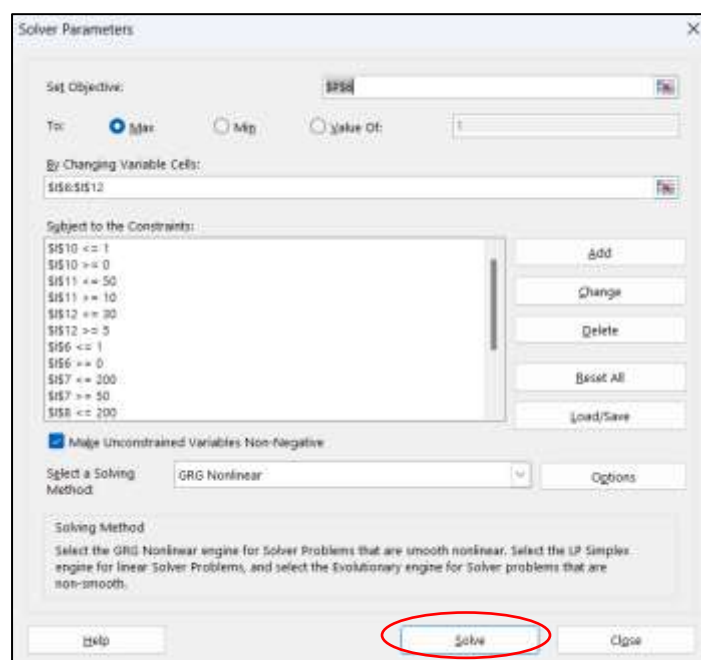 Solver Parameters
Set Objective:
To: Max Min Value Of: 1
By Changing Variable Cells:
$I$6:$I$12
Subject to the Constraints:
$I$10 <= 1
$I$10 >= 0
$I$11 <= 50
$I$11 >= 10
$I$12 <= 30
$I$12 >= 5
$I$6 <= 1
$I$6 >= 0
$I$7 <= 200
$I$7 >= 50
$I$8 <= 200
Add
Change
Delete
Reset All
Load/Save
Make Unconstrained Variables Non-Negative
Select a Solving Method: GRG Nonlinear Options
Solving Method
Select the GRG Nonlinear engine for Solver Problems that are smooth nonlinear. Select the LP Simplex
engine for linear Solver Problems, and select the Evolutionary engine for Solver problems that are
non-smooth.
Help Solve Close